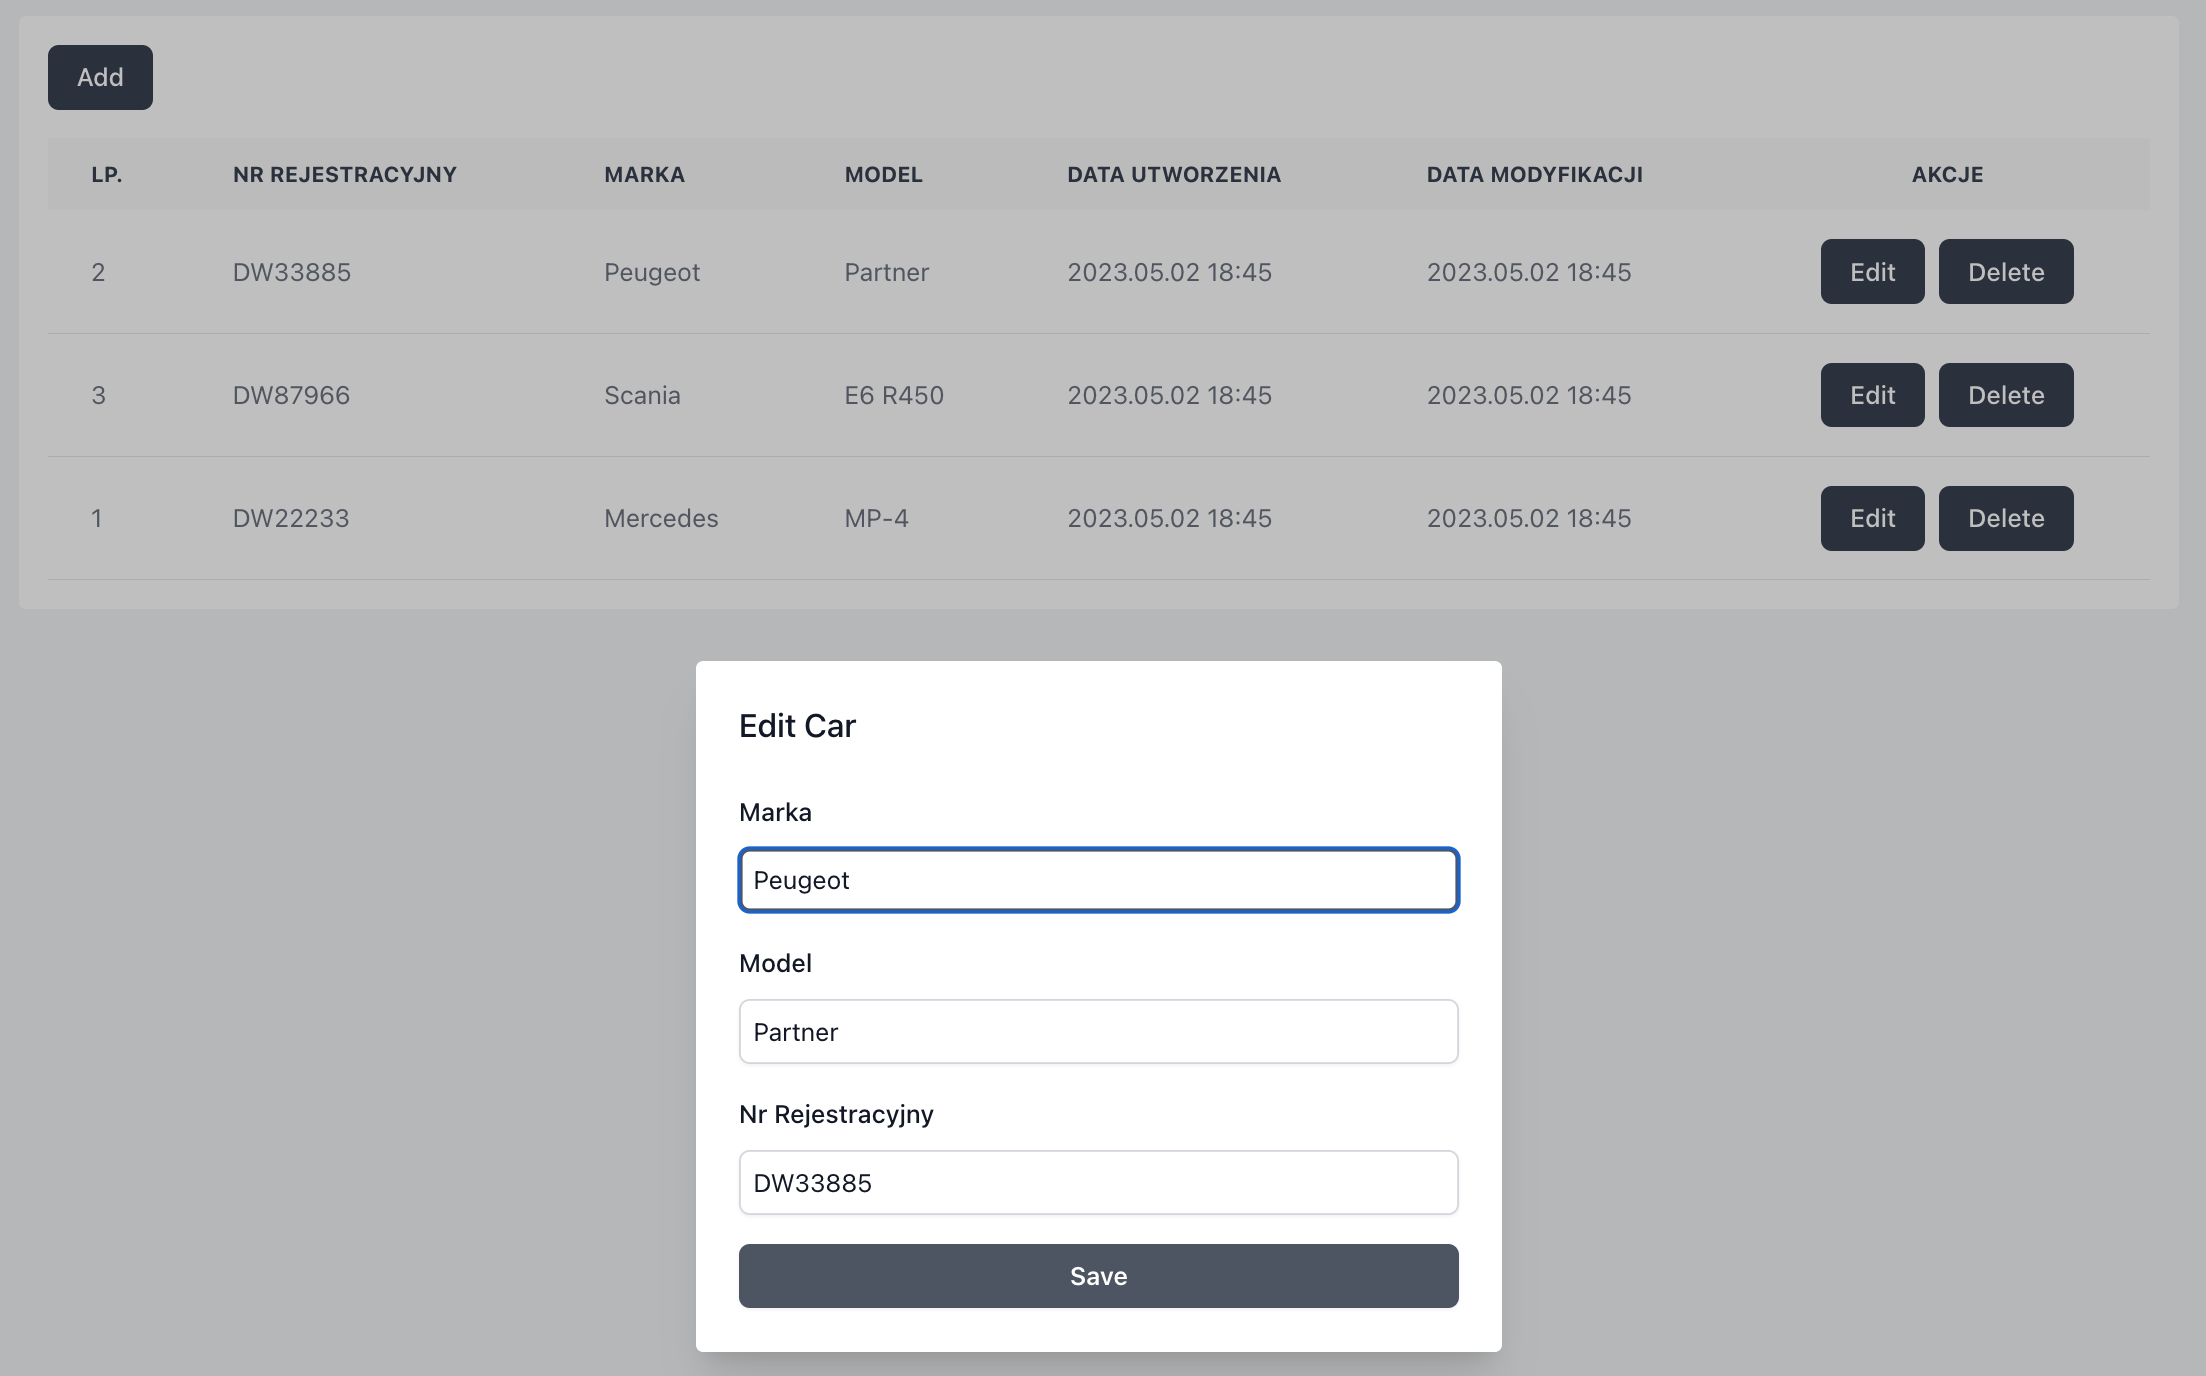 Add
LP. NR REJESTRACYJNY MARKA MODEL DATA UTWORZENIA DATA MODYFIKACJI AKCJE
2 DW33885 Peugeot Partner 2023.05.02 18:45 2023.05.02 18:45 Edit Delete
3 DW87966 Scania E6 R450 2023.05.02 18:45 2023.05.02 18:45 Edit Delete
1 DW22233 Mercedes MP-4 2023.05.02 18:45 2023.05.02 18:45 Edit Delete
Edit Car
Marka
Peugeot
Model
Partner
Nr Rejestracyjny
DW33885
Save